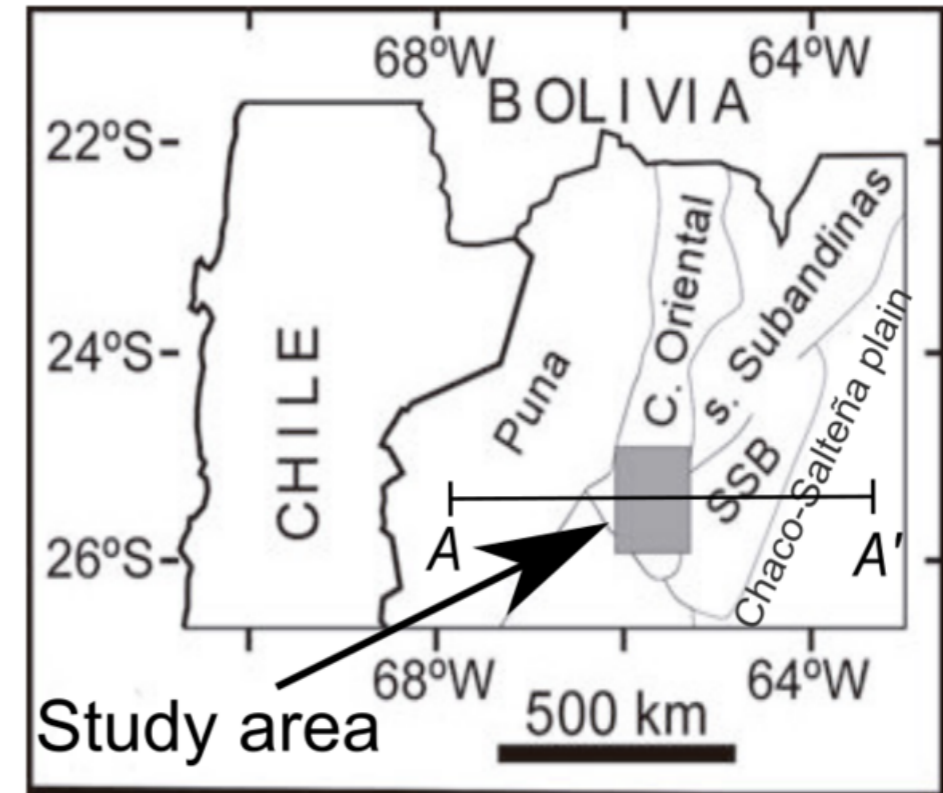 68ºW
64ºW
BOLIVIA
22ºS
24ºS
26ºS
CHILE
Puna
C. Oriental
s. Subandinas
SSB
Chaco-Salteña plain
A
A'
68ºW
64ºW
Study area
500 km